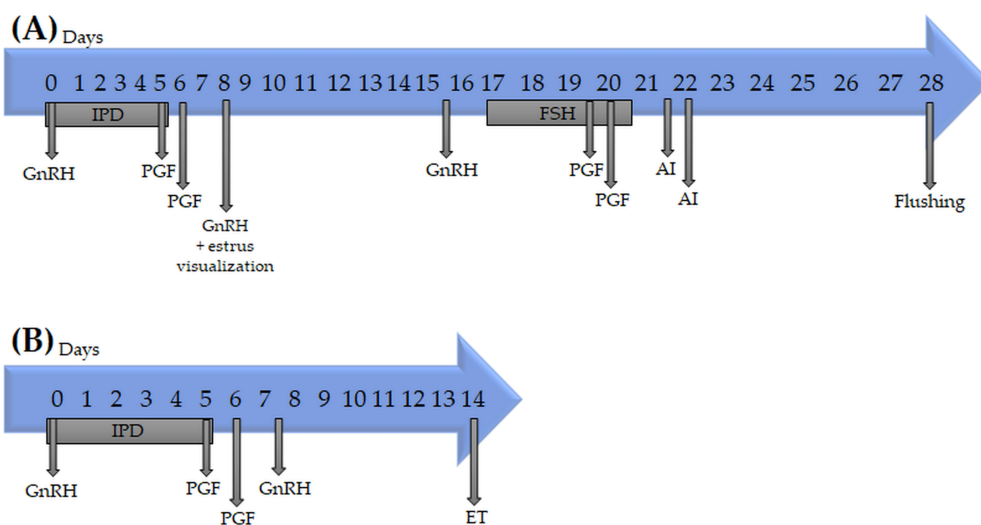 (A) Days
0 1 2 3 4 5 6 7 8 9 10 11 12 13 14 15 16 17 18 19 20 21 22 23 24 25 26 27 28
IPD FSH
GnRH PGF GnRH PGF AI
PGF PGF AI Flushing
GnRH
+ estrus
visualization
(B) Days
0 1 2 3 4 5 6 7 8 9 10 11 12 13 14
IPD
GnRH PGF GnRH
PGF ET